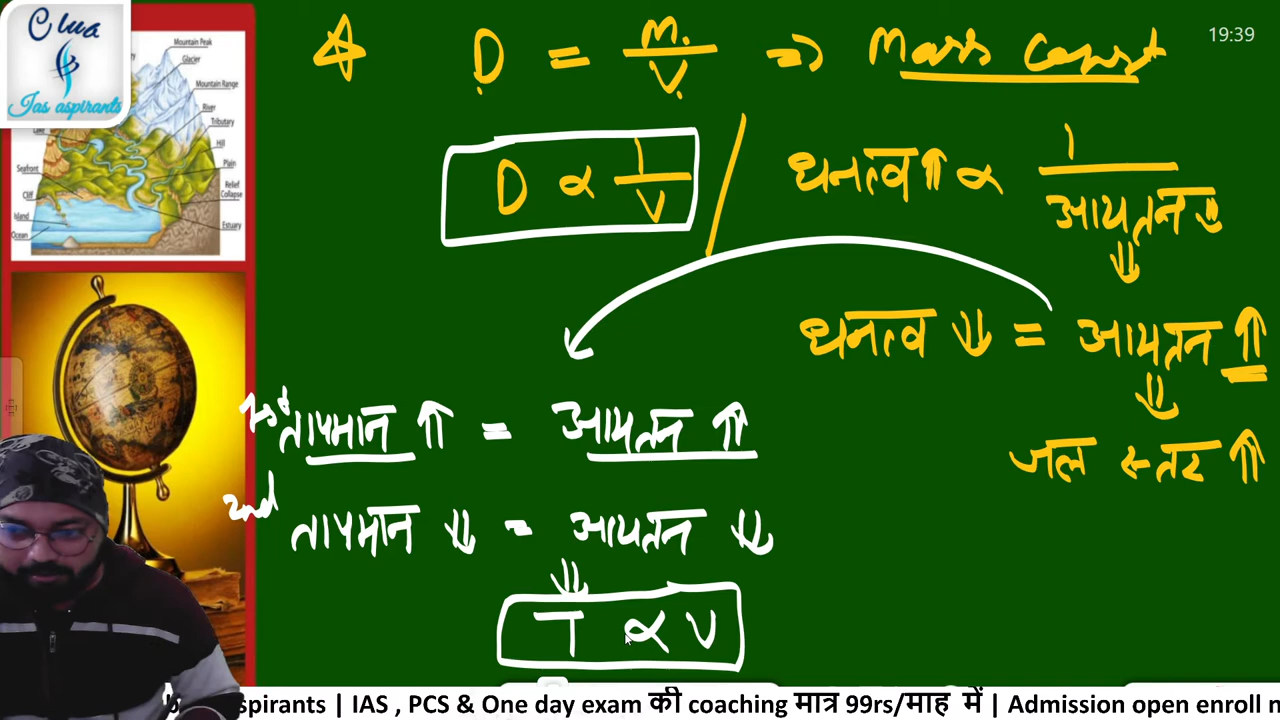 Clua
Ias aspirants
Mountain Peak
Glacier
Mountain Range
River
Tributary
Hill
Plain
Relief
Collapse
Estuary
Seafront
Cliff
Island
Ocean
19:39
D = M / V => Mass Const
D ∝ 1 / V / घनत्व ↑ ∝ 1 / आयतन ↓
घनत्व ↓ = आयतन ↑
जल स्तर ↑
तापमान ↑ = आयतन ↑
2nd तापमान ↓ = आयतन ↓
T ∝ V
spirants | IAS , PCS & One day exam की coaching मात्र 99rs/माह में | Admission open enroll n